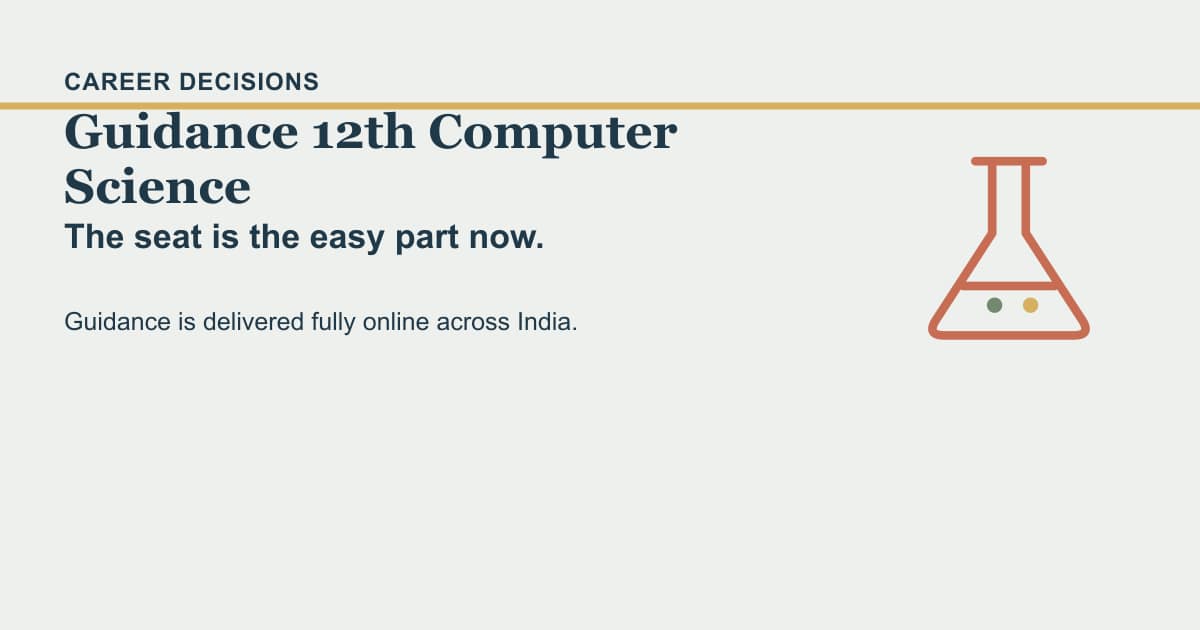 CAREER DECISIONS
Guidance 12th Computer
Science
The seat is the easy part now.
Guidance is delivered fully online across India.